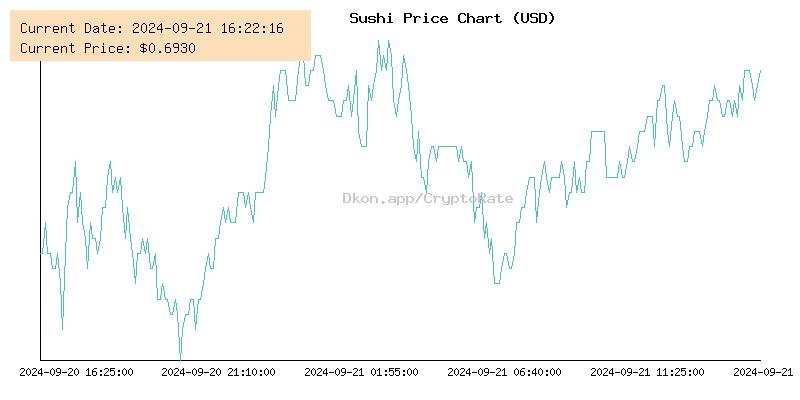 Sushi Price Chart (USD)
Current Date: 2024-09-21 16:22:16
Current Price: $0.6930
Dkon.app/CryptoRate
2024-09-20 16:25:00 2024-09-20 21:10:00 2024-09-21 01:55:00 2024-09-21 06:40:00 2024-09-21 11:25:00 2024-09-21